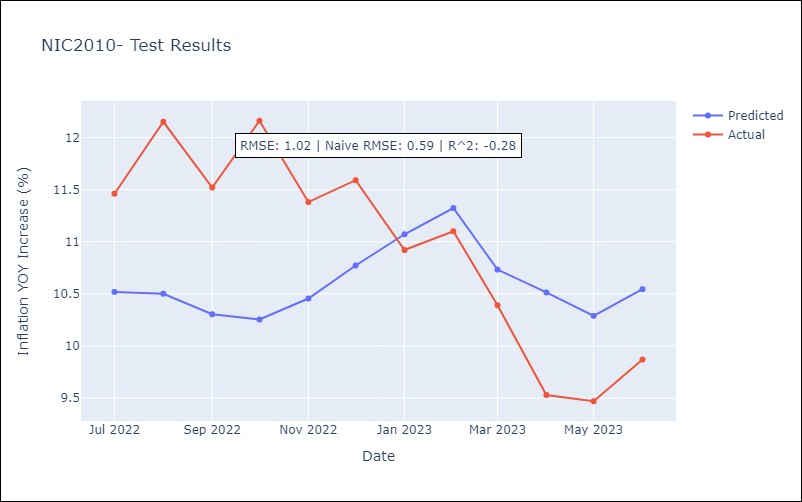 NIC2010- Test Results
Predicted
Actual
RMSE: 1.02 | Naive RMSE: 0.59 | R^2: -0.28
Inflation YOY Increase (%)
12
11.5
11
10.5
10
9.5
Jul 2022
Sep 2022
Nov 2022
Jan 2023
Mar 2023
May 2023
Date